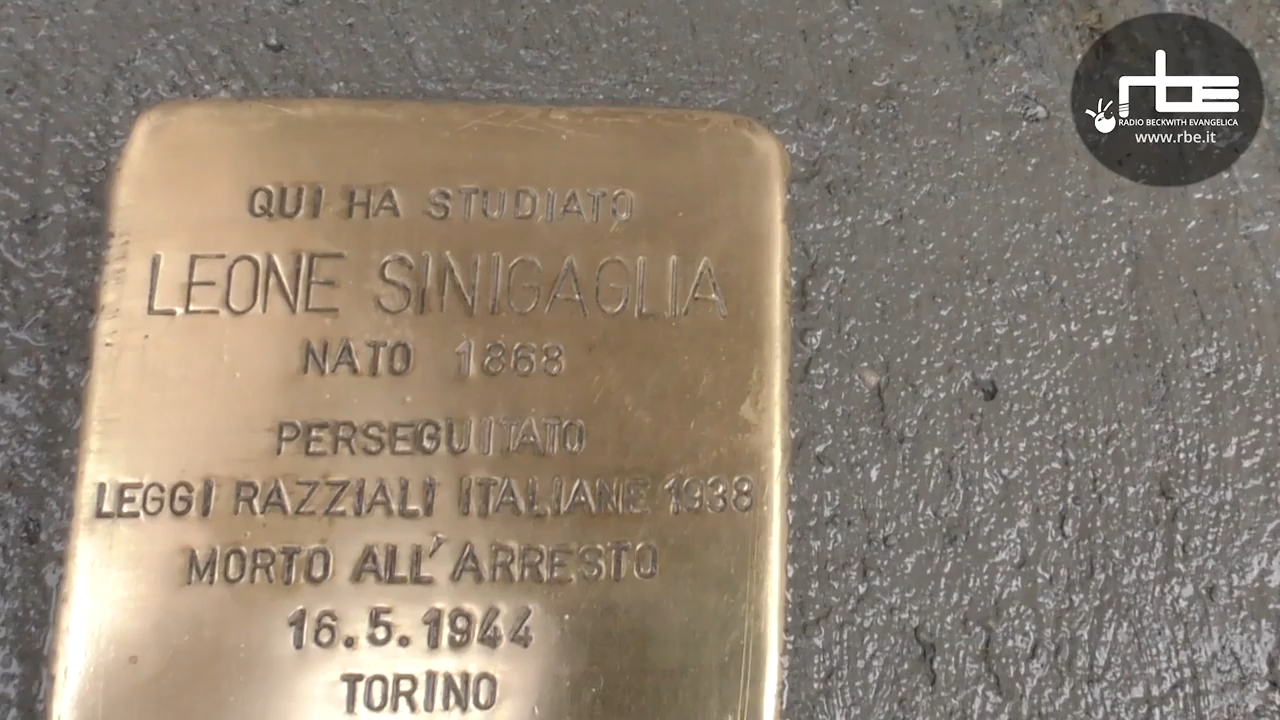 rbe
RADIO BECKWITH EVANGELICA
www.rbe.it
QUI HA STUDIATO
LEONE SINIGAGLIA
NATO 1868
PERSEGUITATO
LEGGI RAZZIALI ITALIANE 1938
MORTO ALL'ARRESTO
16.5.1944
TORINO